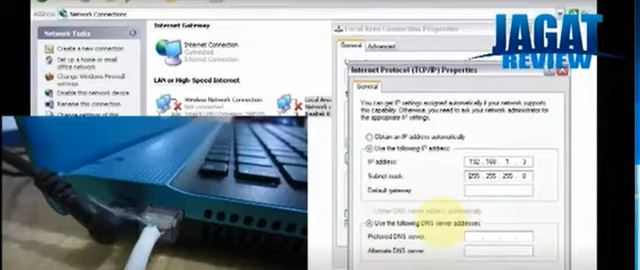 Network Connections
JAGAT
REVIEW
Network Tasks
Create a new connection
Set up a home or small
office network
Change Windows Firewall
settings
Disable this network device
Rename this connection
Internet Gateway
Internet Connection
Connected
Internet Connection
LAN or High-Speed Internet
Wireless Network Connection
Not connected
Local Area Connection Properties
General
Advanced
Internet Protocol (TCP/IP) Properties
General
You can get IP settings assigned automatically if your network supports
this capability. Otherwise, you need to ask your network administrator for
the appropriate IP settings.
Obtain an IP address automatically
Use the following IP address:
IP address:
192 . 168 . 1 . 3
Subnet mask:
255 . 255 . 255 . 0
Default gateway:
Obtain DNS server address automatically
Use the following DNS server addresses:
Preferred DNS server:
Alternate DNS server: